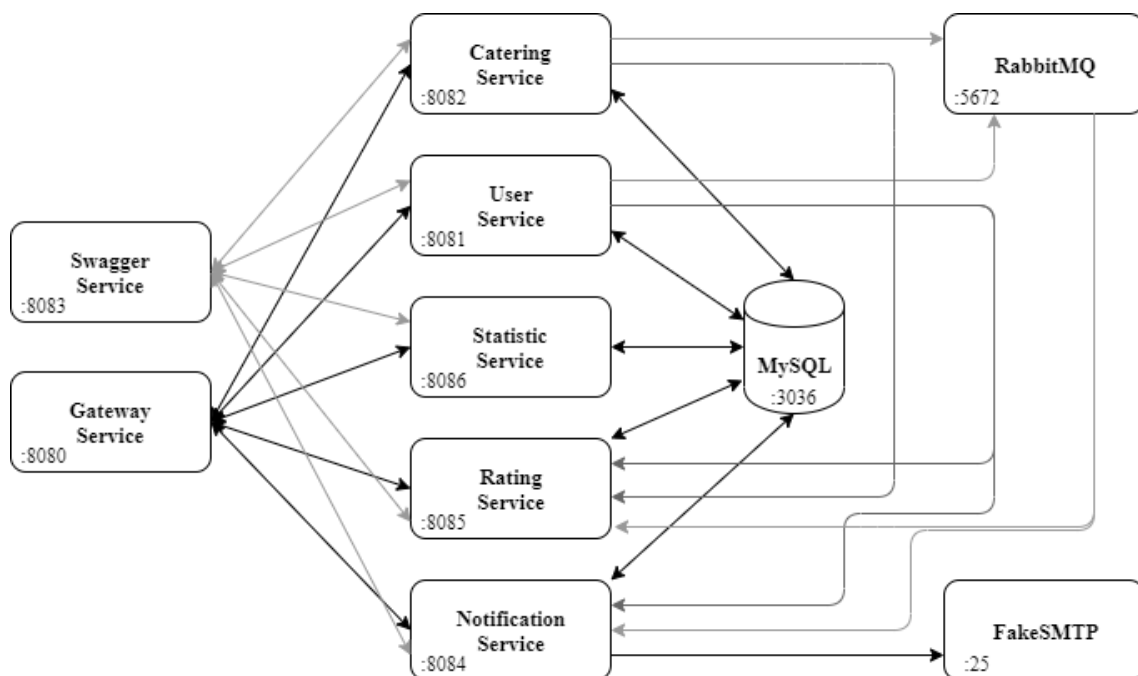 Catering
Service
:8082
RabbitMQ
:5672
User
Service
:8081
Swagger
Service
:8083
Statistic
Service
:8086
MySQL
:3036
Gateway
Service
:8080
Rating
Service
:8085
Notification
Service
:8084
FakeSMTP
:25